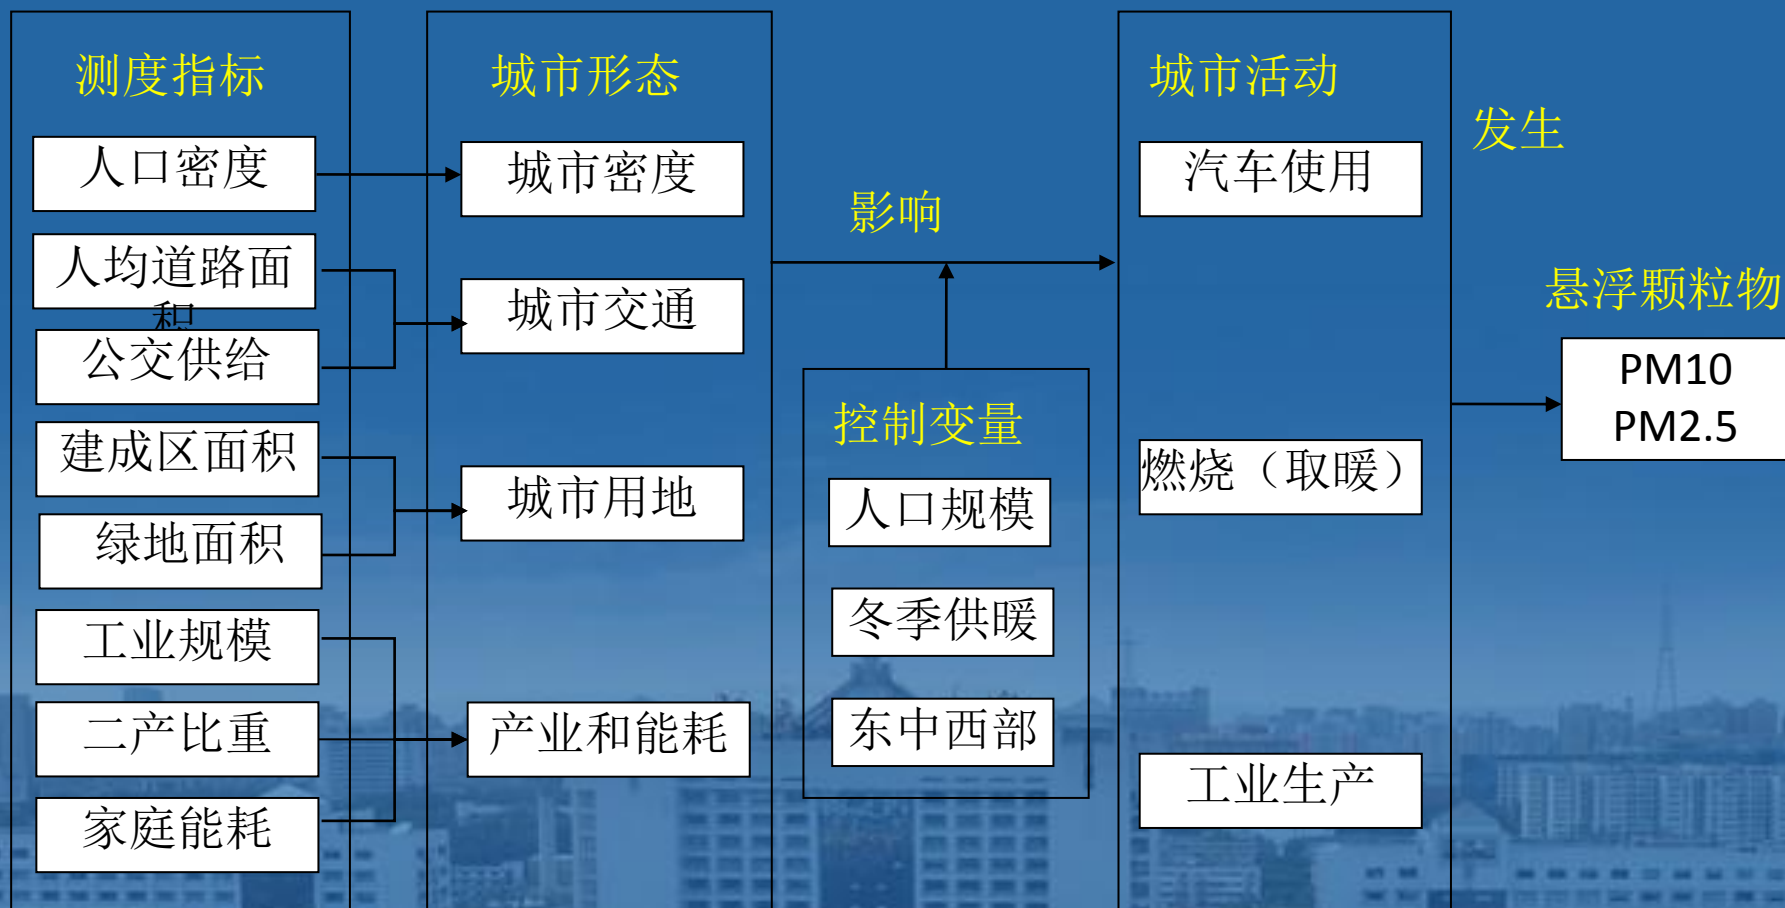 测度指标
人口密度
人均道路面
积
公交供给
建成区面积
绿地面积
工业规模
二产比重
家庭能耗
城市形态
城市密度
城市交通
城市用地
产业和能耗
影响
控制变量
人口规模
冬季供暖
东中西部
城市活动
汽车使用
燃烧（取暖）
工业生产
发生
悬浮颗粒物
PM10
PM2.5